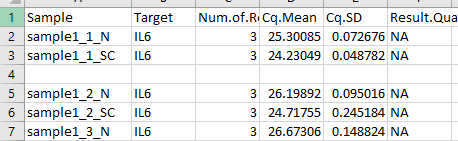 1 Sample Target Num.of.Re Cq.Mean Cq.SD Result.Qua
2 sample1_1_N IL6 3 25.30085 0.072676 NA
3 sample1_1_SC IL6 3 24.23049 0.048782 NA
4
5 sample1_2_N IL6 3 26.19892 0.095016 NA
6 sample1_2_SC IL6 3 24.71755 0.245184 NA
7 sample1_3_N IL6 3 26.67306 0.148824 NA